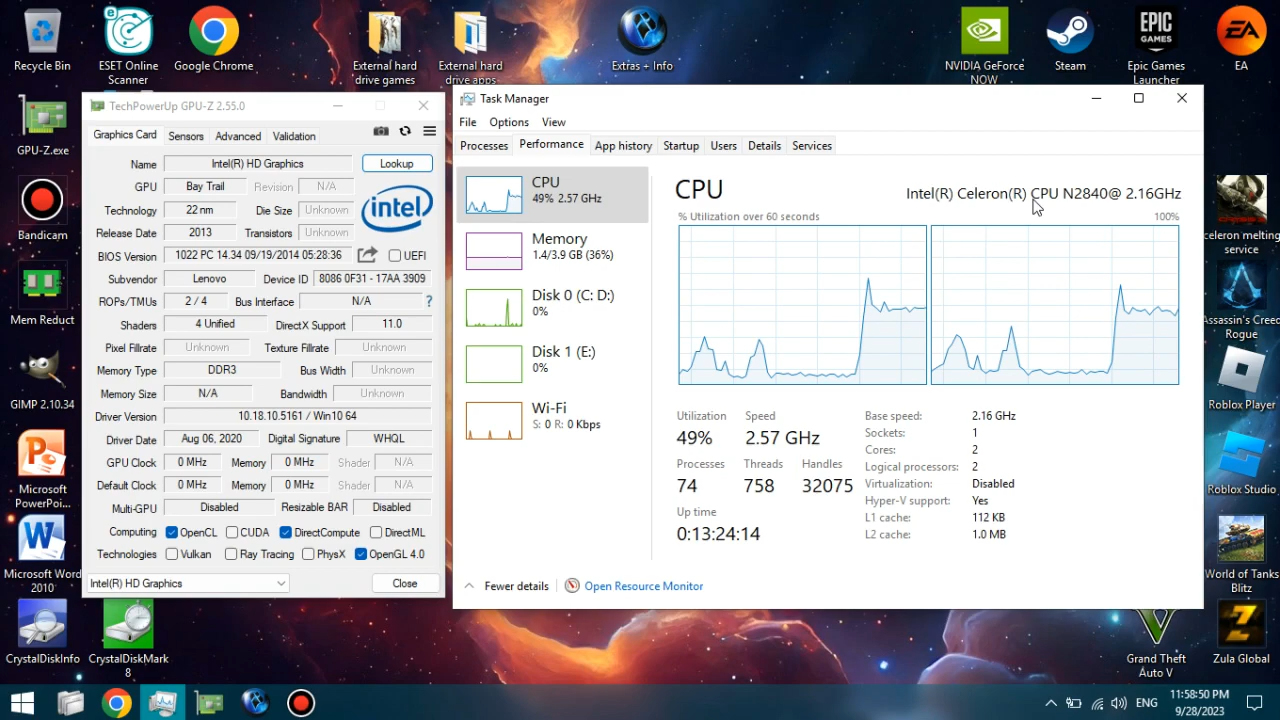 Recycle Bin
ESET Online
Scanner
Google Chrome
External hard
drive games
External hard
drive apps
Extras + Info
NVIDIA GeForce
NOW
Steam
EPIC
GAMES
Epic Games
Launcher
EA
EA
GPU-Z.exe
Bandicam
Mem Reduct
GIMP 2.10.34
Microsoft
PowerPoi...
Microsoft Word
2010
CrystalDiskInfo
CrystalDiskMark
8
TechPowerUp GPU-Z 2.55.0
Graphics Card
Sensors
Advanced
Validation
Name
Intel(R) HD Graphics
Lookup
GPU
Bay Trail
Revision
N/A
intel
Technology
22 nm
Die Size
Unknown
Release Date
2013
Transistors
Unknown
BIOS Version
1022 PC 14.34 09/19/2014 05:28:36
UEFI
Subvendor
Lenovo
Device ID
8086 0F31 - 17AA 3909
ROPs/TMUs
2 / 4
Bus Interface
N/A
?
Shaders
4 Unified
DirectX Support
11.0
Pixel Fillrate
Unknown
Texture Fillrate
Unknown
Memory Type
DDR3
Bus Width
Unknown
Memory Size
N/A
Bandwidth
Unknown
Driver Version
10.18.10.5161 / Win10 64
Driver Date
Aug 06, 2020
Digital Signature
WHQL
GPU Clock
0 MHz
Memory
0 MHz
Shader
N/A
Default Clock
0 MHz
Memory
0 MHz
Shader
N/A
Multi-GPU
Disabled
Resizable BAR
Disabled
Computing
OpenCL
CUDA
DirectCompute
DirectML
Technologies
Vulkan
Ray Tracing
PhysX
OpenGL 4.0
Intel(R) HD Graphics
Close
Task Manager
File
Options
View
Processes
Performance
App history
Startup
Users
Details
Services
CPU
49% 2.57 GHz
Memory
1.4/3.9 GB (36%)
Disk 0 (C: D:)
0%
Disk 1 (E:)
0%
Wi-Fi
S: 0 R: 0 Kbps
CPU
Intel(R) Celeron(R) CPU N2840@ 2.16GHz
% Utilization over 60 seconds
100%
Utilization
49%
Speed
2.57 GHz
Processes
74
Threads
758
Handles
32075
Up time
0:13:24:14
Base speed:
2.16 GHz
Sockets:
1
Cores:
2
Logical processors:
2
Virtualization:
Disabled
Hyper-V support:
Yes
L1 cache:
112 KB
L2 cache:
1.0 MB
Fewer details
Open Resource Monitor
celeron melting
service
Assassin's Creed
Rogue
Roblox Player
Roblox Studio
World of Tanks
Blitz
Grand Theft
Auto V
Zula Global
ENG
11:58:50 PM
9/28/2023